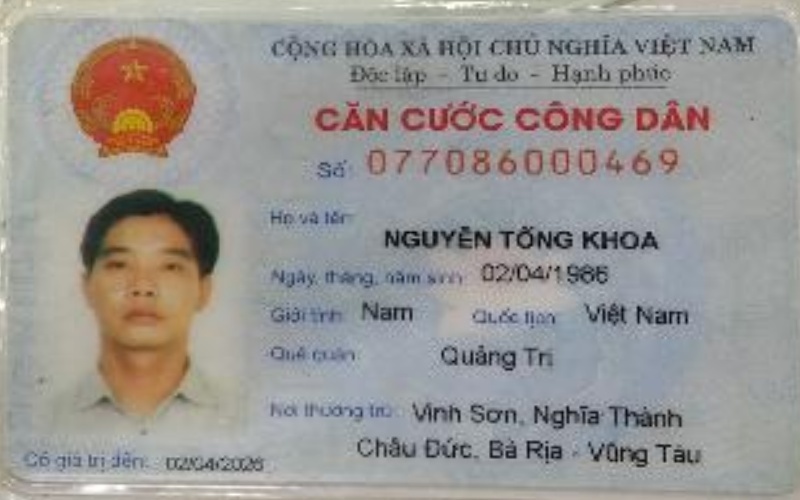 CỘNG HÒA XÃ HỘI CHỦ NGHĨA VIỆT NAM
Độc lập - Tự do - Hạnh phúc
CĂN CƯỚC CÔNG DÂN
Số: 077086000469
Họ và tên:
NGUYỄN TỐNG KHOA
Ngày, tháng, năm sinh: 02/04/1986
Giới tính: Nam Quốc tịch: Việt Nam
Quê quán: Quảng Trị
Nơi thường trú: Vinh Sơn, Nghĩa Thành
Châu Đức, Bà Rịa - Vũng Tàu
Có giá trị đến: 02/04/2026